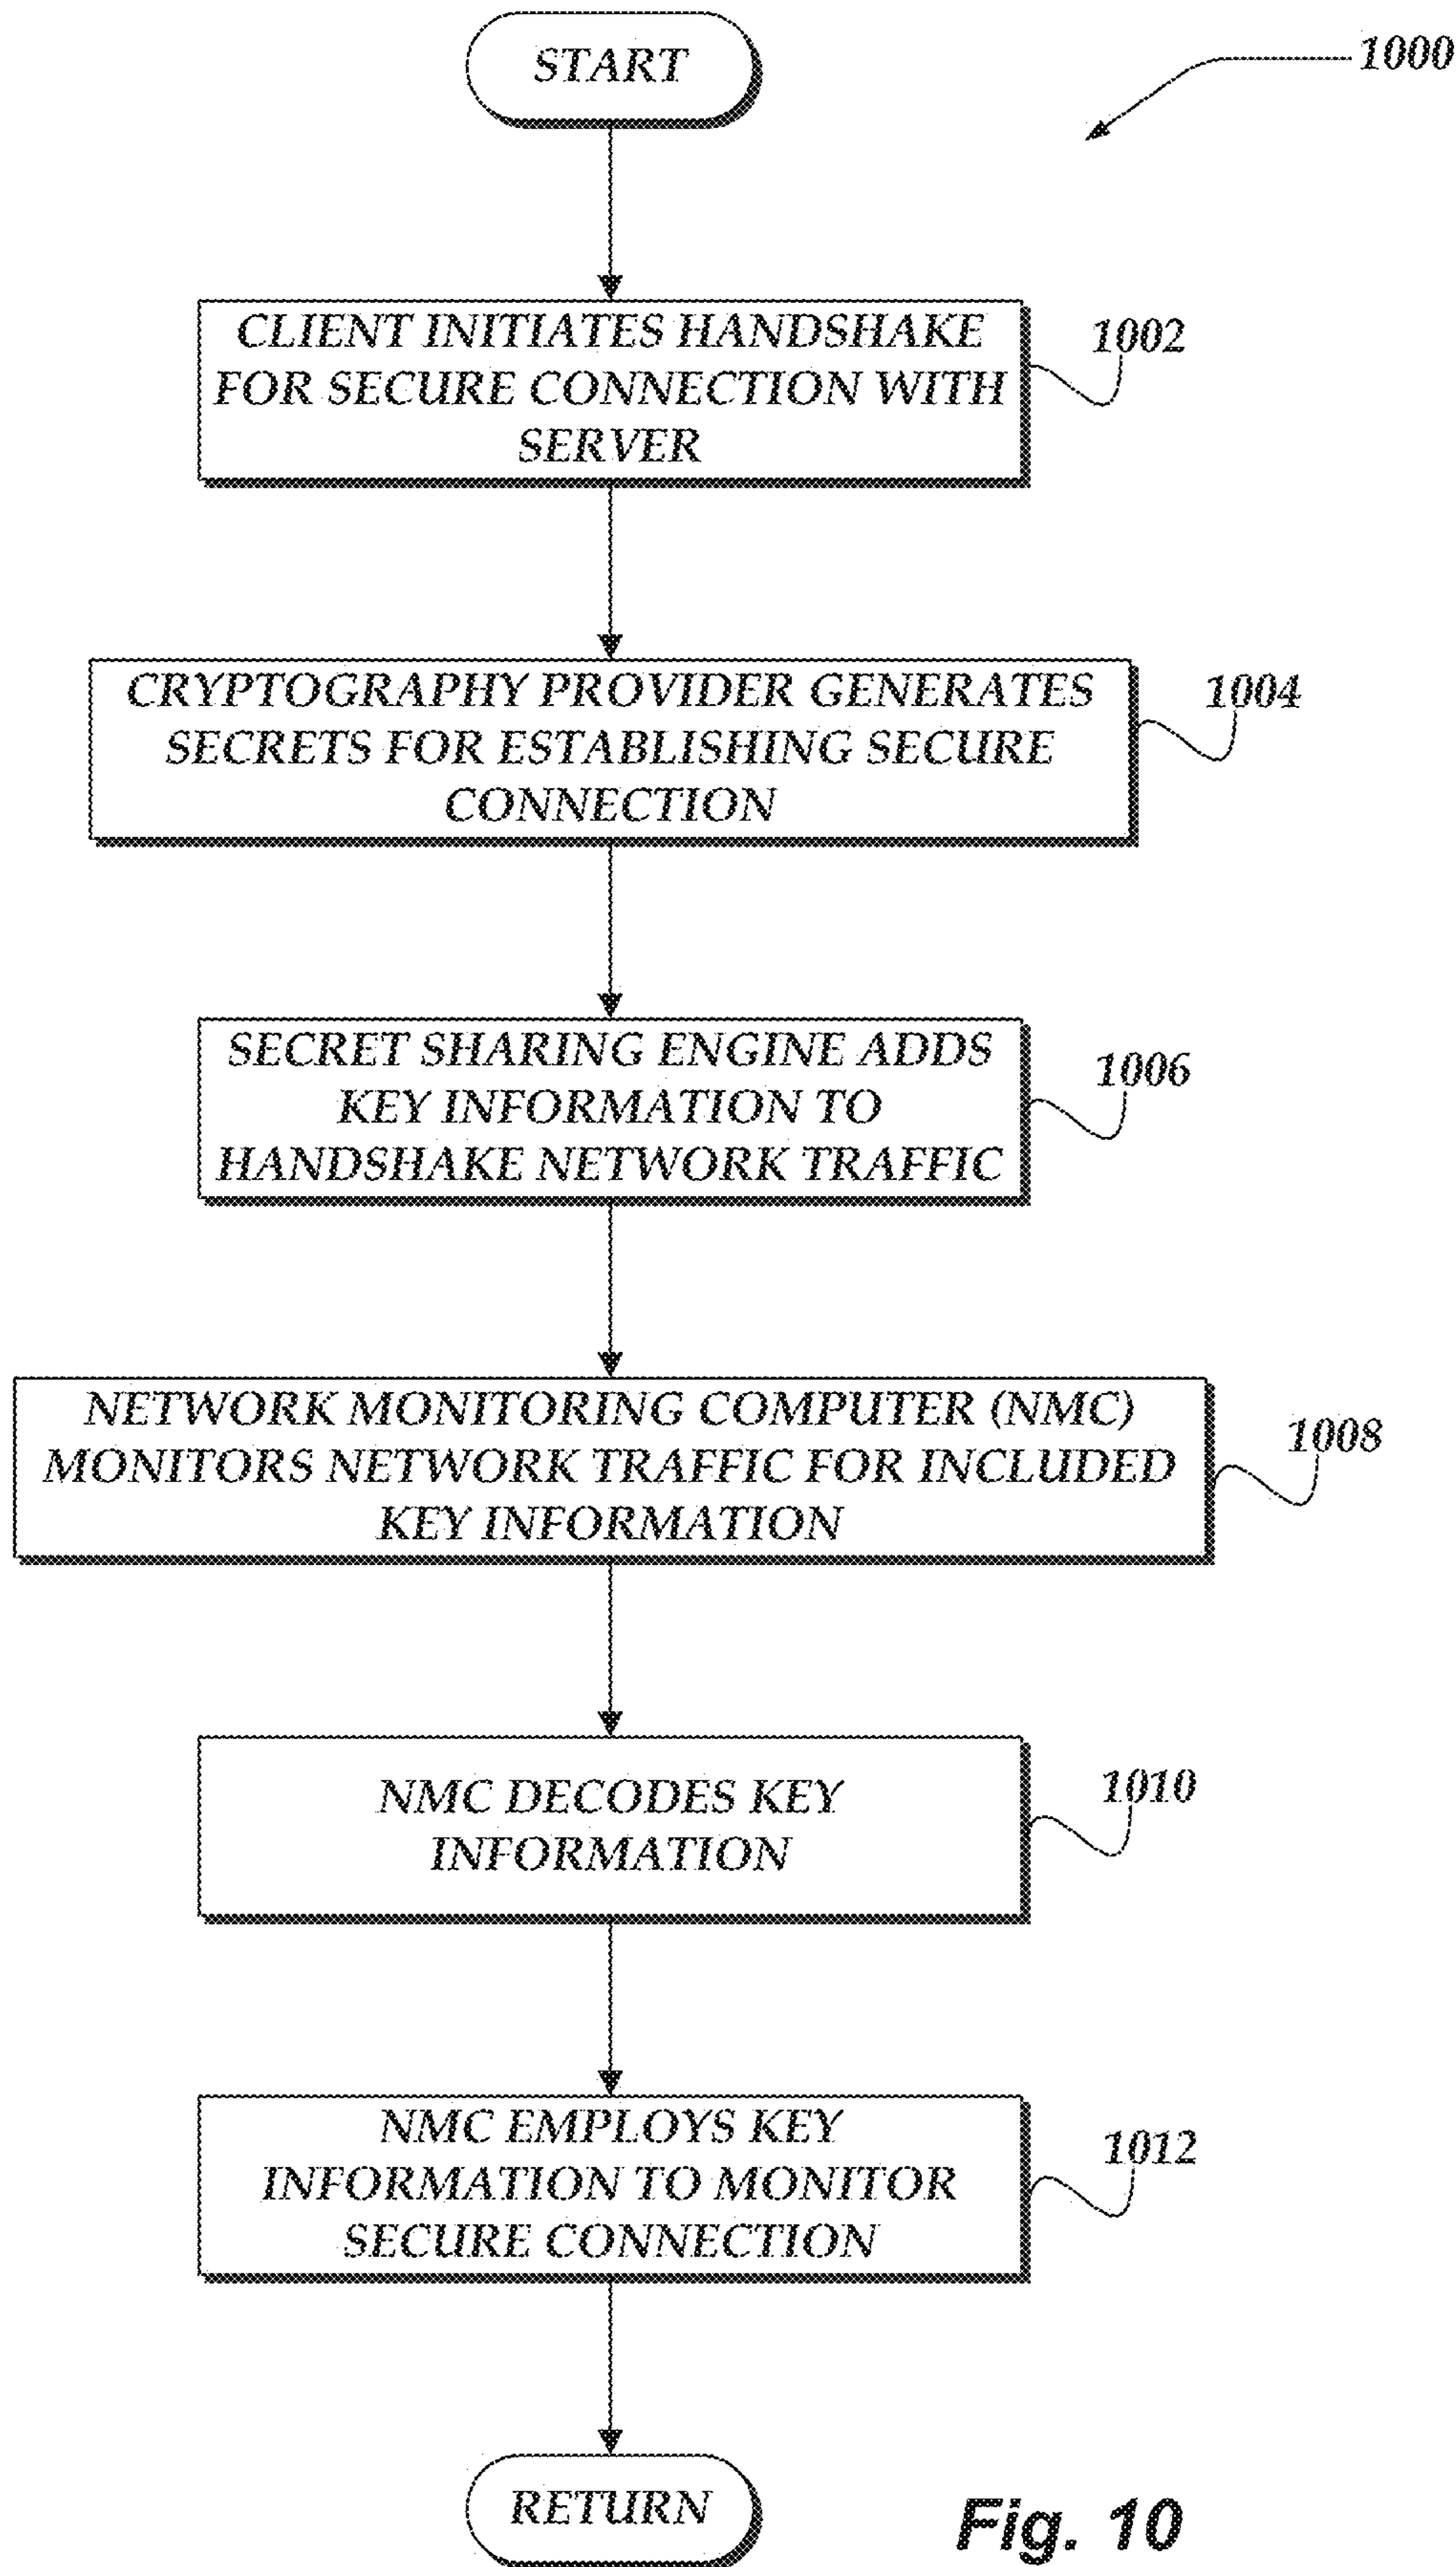 START
1000
CLIENT INITIATES HANDSHAKE
FOR SECURE CONNECTION WITH
SERVER
1002
CRYPTOGRAPHY PROVIDER GENERATES
SECRETS FOR ESTABLISHING SECURE
CONNECTION
1004
SECRET SHARING ENGINE ADDS
KEY INFORMATION TO
HANDSHAKE NETWORK TRAFFIC
1006
NETWORK MONITORING COMPUTER (NMC)
MONITORS NETWORK TRAFFIC FOR INCLUDED
KEY INFORMATION
1008
NMC DECODES KEY
INFORMATION
1010
NMC EMPLOYS KEY
INFORMATION TO MONITOR
SECURE CONNECTION
1012
RETURN
Fig. 10